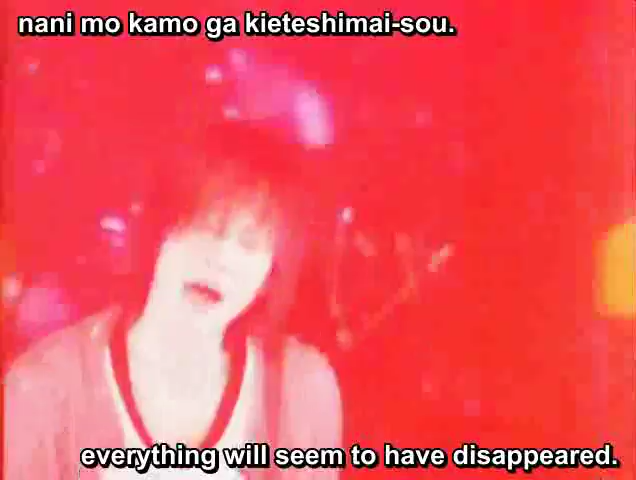 nani mo kamo ga kieteshimai-sou.
everything will seem to have disappeared.